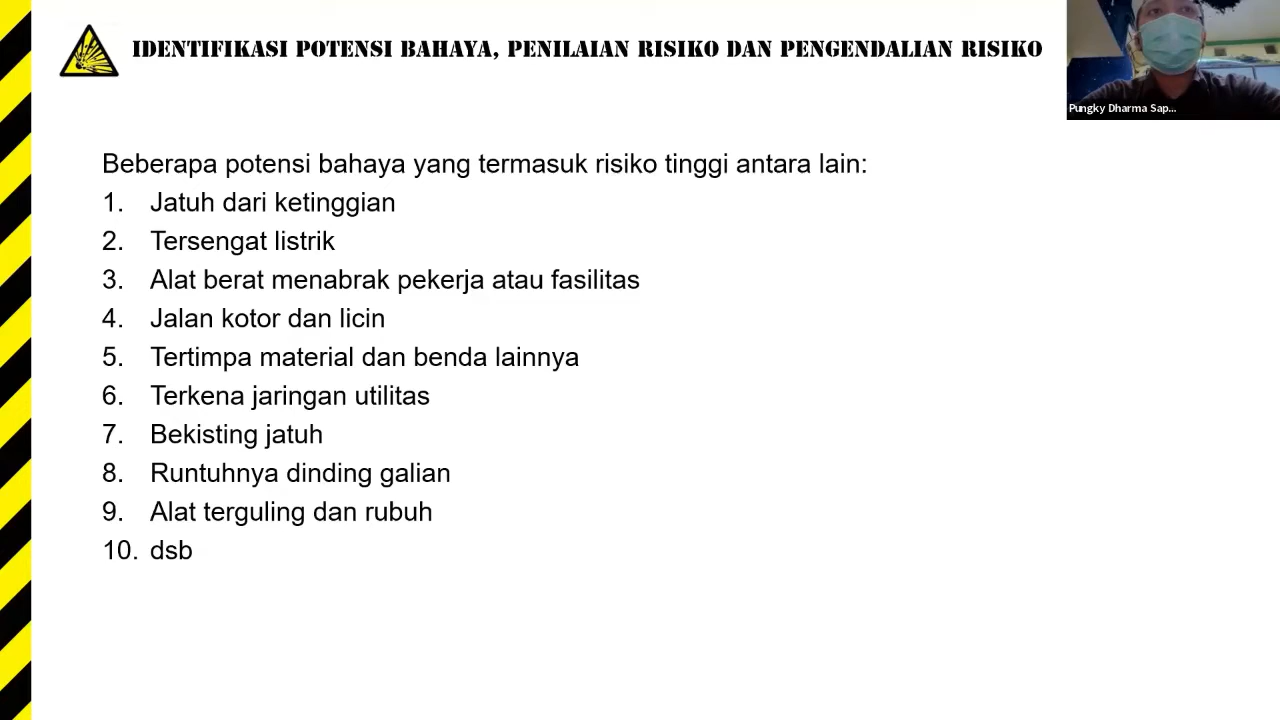 IDENTIFIKASI POTENSI BAHAYA, PENILAIAN RISIKO DAN PENGENDALIAN RISIKO
Pungky Dharma Sap...
Beberapa potensi bahaya yang termasuk risiko tinggi antara lain:
1. Jatuh dari ketinggian
2. Tersengat listrik
3. Alat berat menabrak pekerja atau fasilitas
4. Jalan kotor dan licin
5. Tertimpa material dan benda lainnya
6. Terkena jaringan utilitas
7. Bekisting jatuh
8. Runtuhnya dinding galian
9. Alat terguling dan rubuh
10. dsb